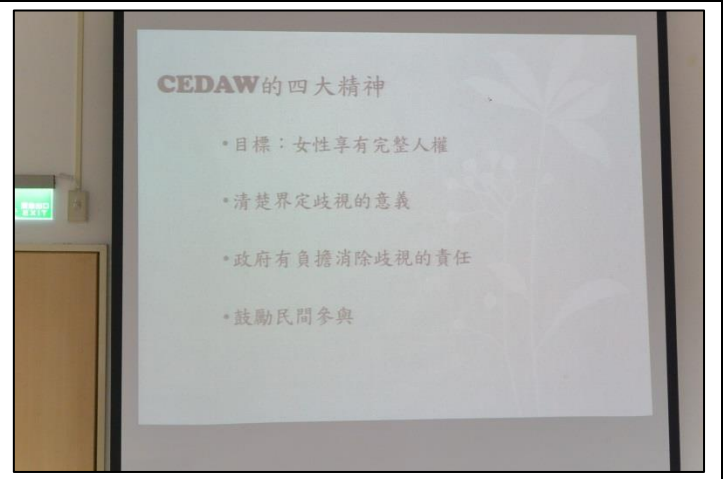 CEDAW的四大精神
•目標：女性享有完整人權
•清楚界定歧視的意義
•政府有負擔消除歧視的責任
•鼓勵民間參與
EXIT